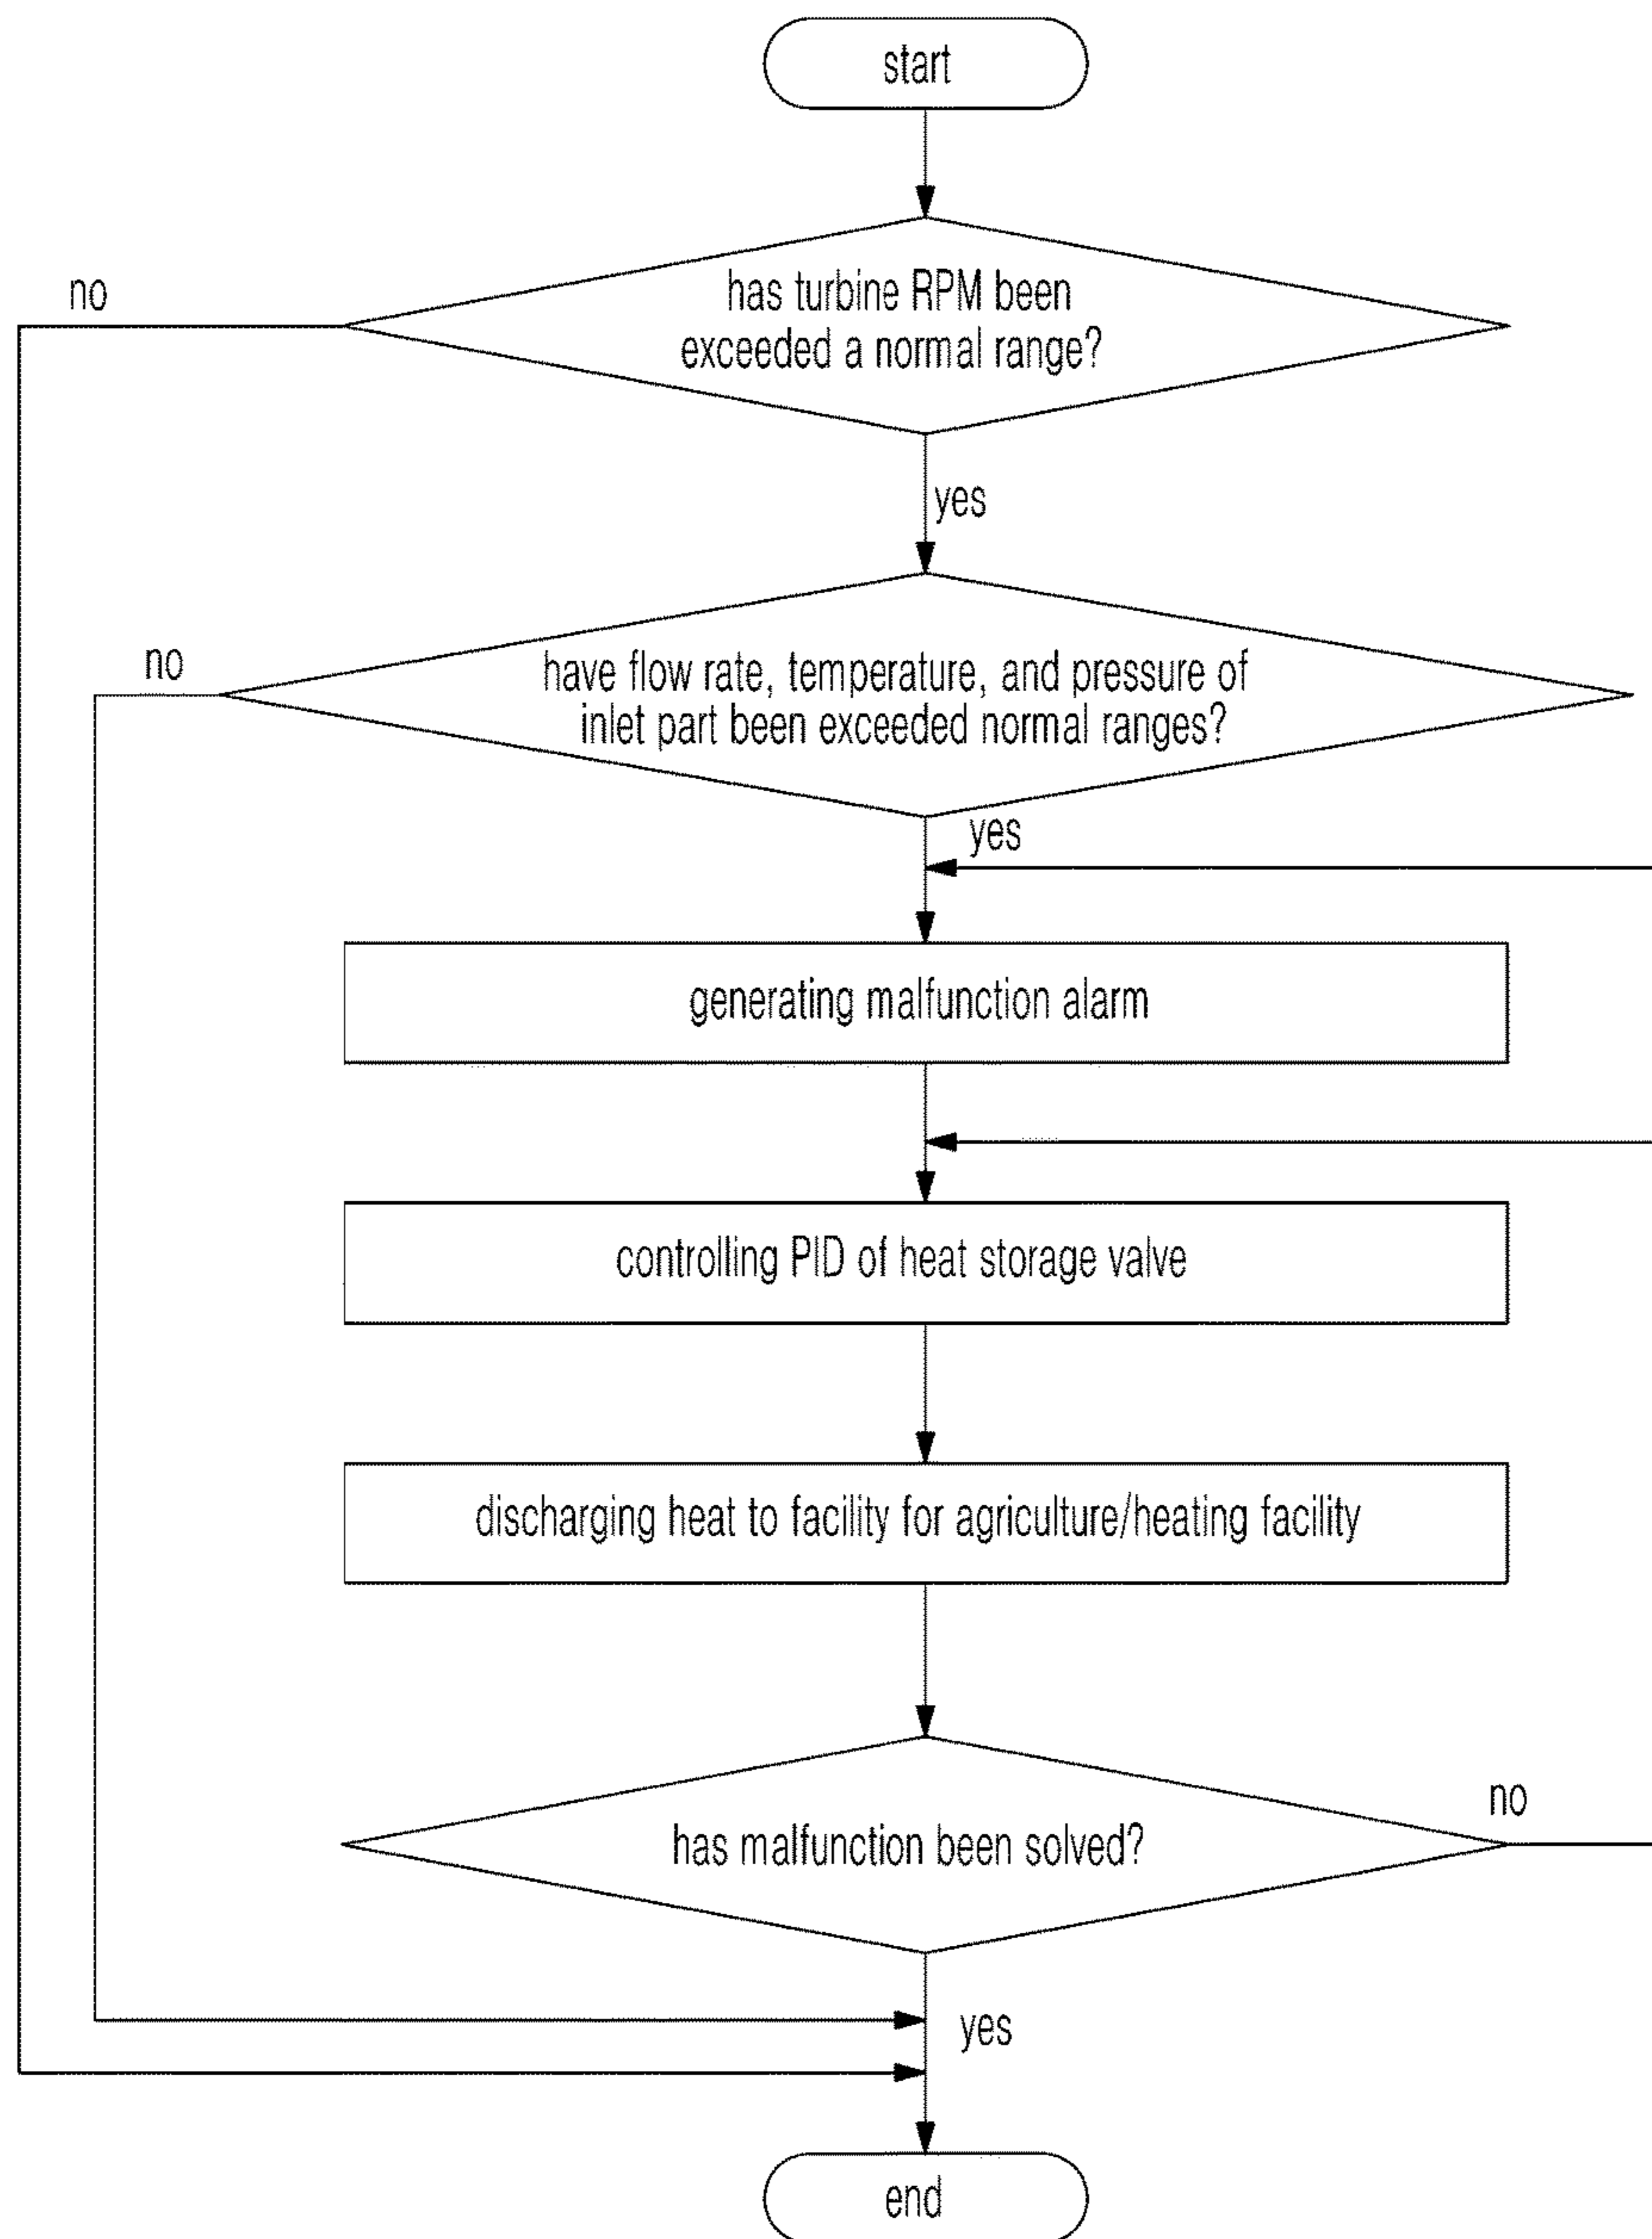 start
no
has turbine RPM been
exceeded a normal range?
yes
no
have flow rate, temperature, and pressure of
inlet part been exceeded normal ranges?
yes
generating malfunction alarm
controlling PID of heat storage valve
discharging heat to facility for agriculture/heating facility
no
has malfunction been solved?
yes
end